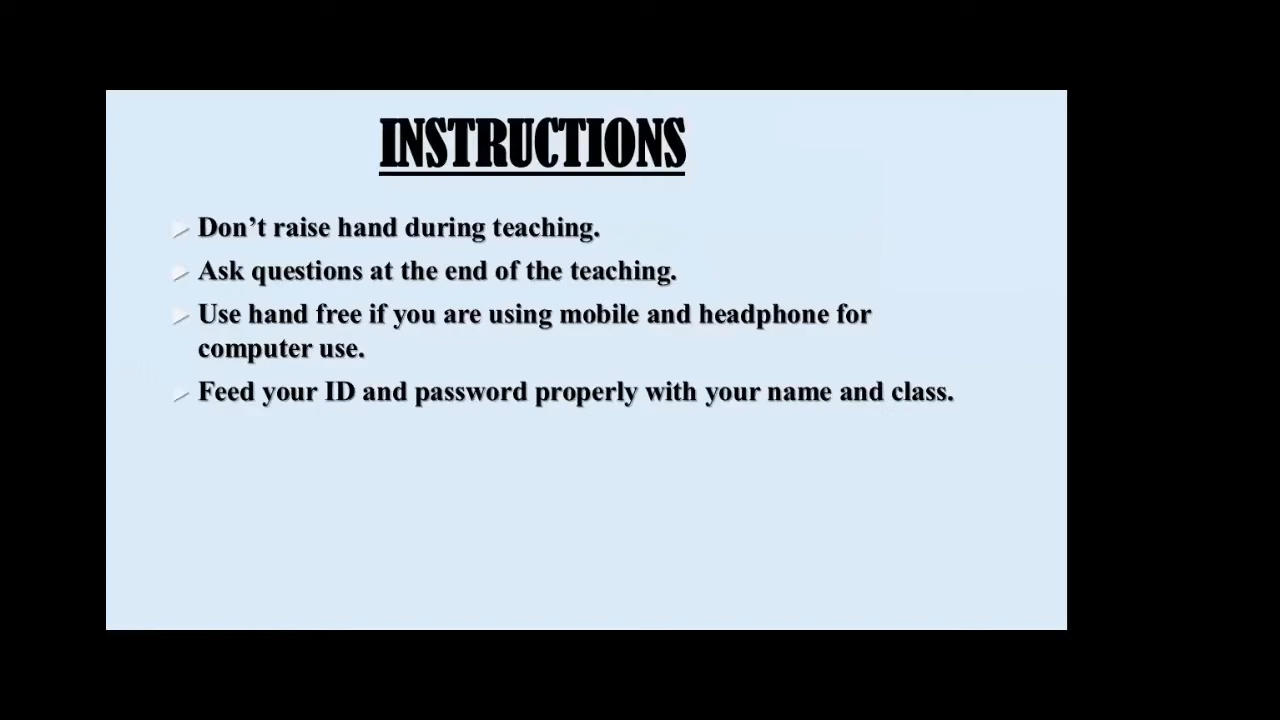 INSTRUCTIONS
Don’t raise hand during teaching.
Ask questions at the end of the teaching.
Use hand free if you are using mobile and headphone for
computer use.
Feed your ID and password properly with your name and class.